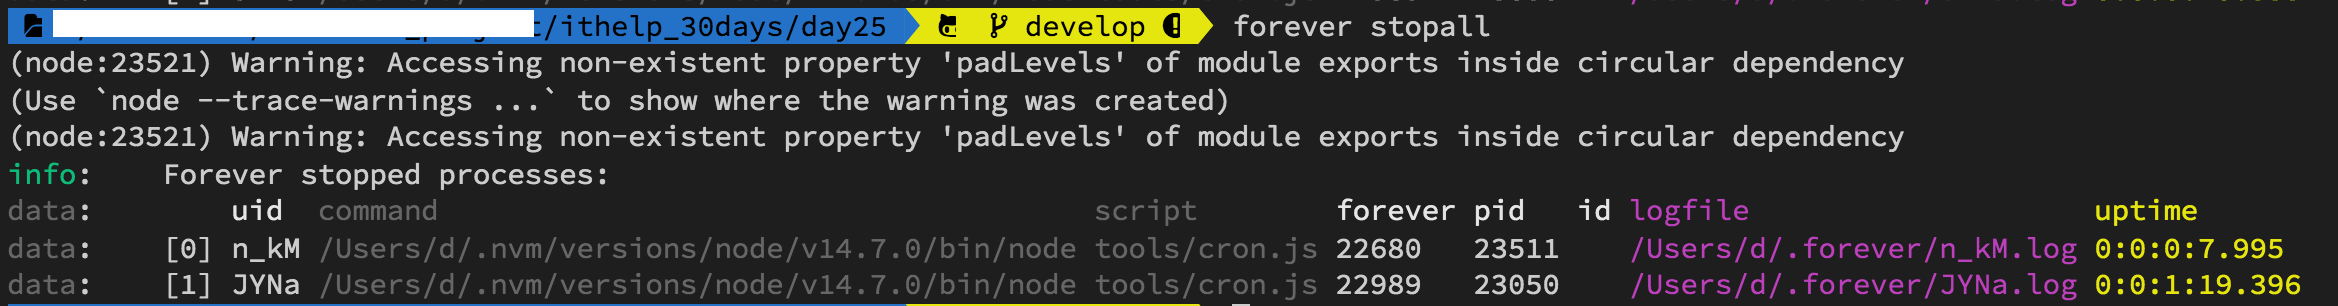 t/ithelp_30days/day25 develop forever stopall
(node:23521) Warning: Accessing non-existent property 'padLevels' of module exports inside circular dependency
(Use `node --trace-warnings ...` to show where the warning was created)
(node:23521) Warning: Accessing non-existent property 'padLevels' of module exports inside circular dependency
info: Forever stopped processes:
data: uid command script forever pid id logfile uptime
data: [0] n_kM /Users/d/.nvm/versions/node/v14.7.0/bin/node tools/cron.js 22680 23511 /Users/d/.forever/n_kM.log 0:0:0:7.995
data: [1] JYNa /Users/d/.nvm/versions/node/v14.7.0/bin/node tools/cron.js 22989 23050 /Users/d/.forever/JYNa.log 0:0:1:19.396